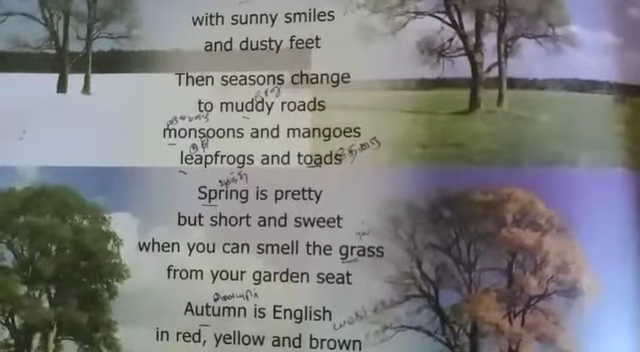 with sunny smiles
and dusty feet
Then seasons change
to muddy roads
monsoons and mangoes
leapfrogs and toads
Spring is pretty
but short and sweet
when you can smell the grass
from your garden seat
Autumn is English
in red, yellow and brown